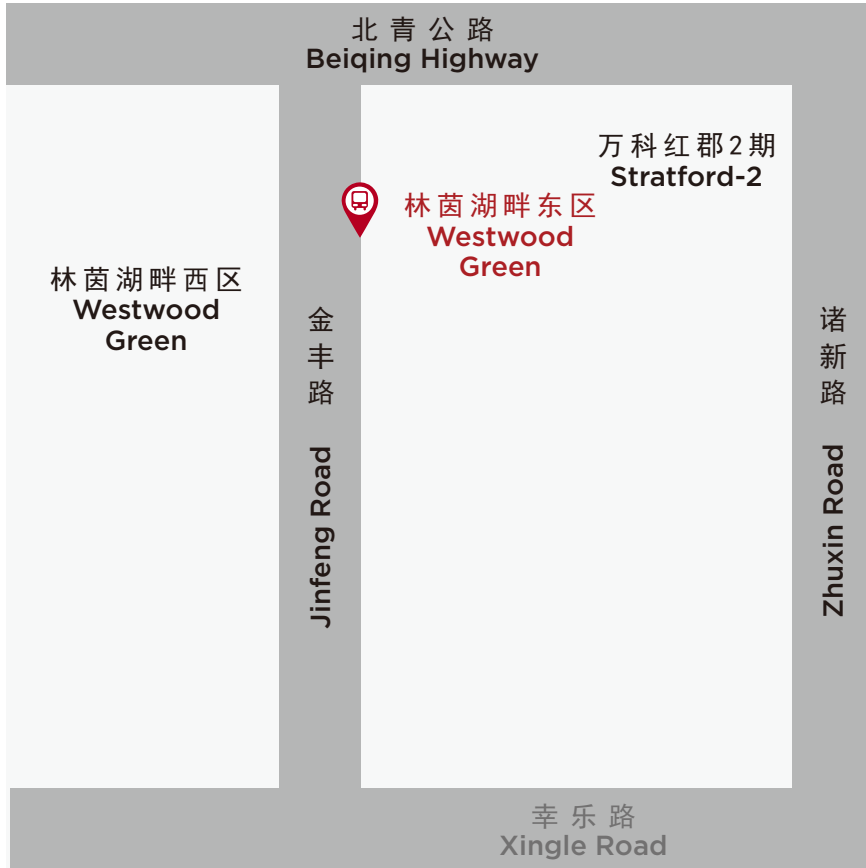 北青公路
Beiqing Highway
万科红郡2期
Stratford-2
林茵湖畔东区
Westwood
Green
林茵湖畔西区
Westwood
Green
金丰路
Jinfeng Road
诸新路
Zhuxin Road
幸乐路
Xingle Road